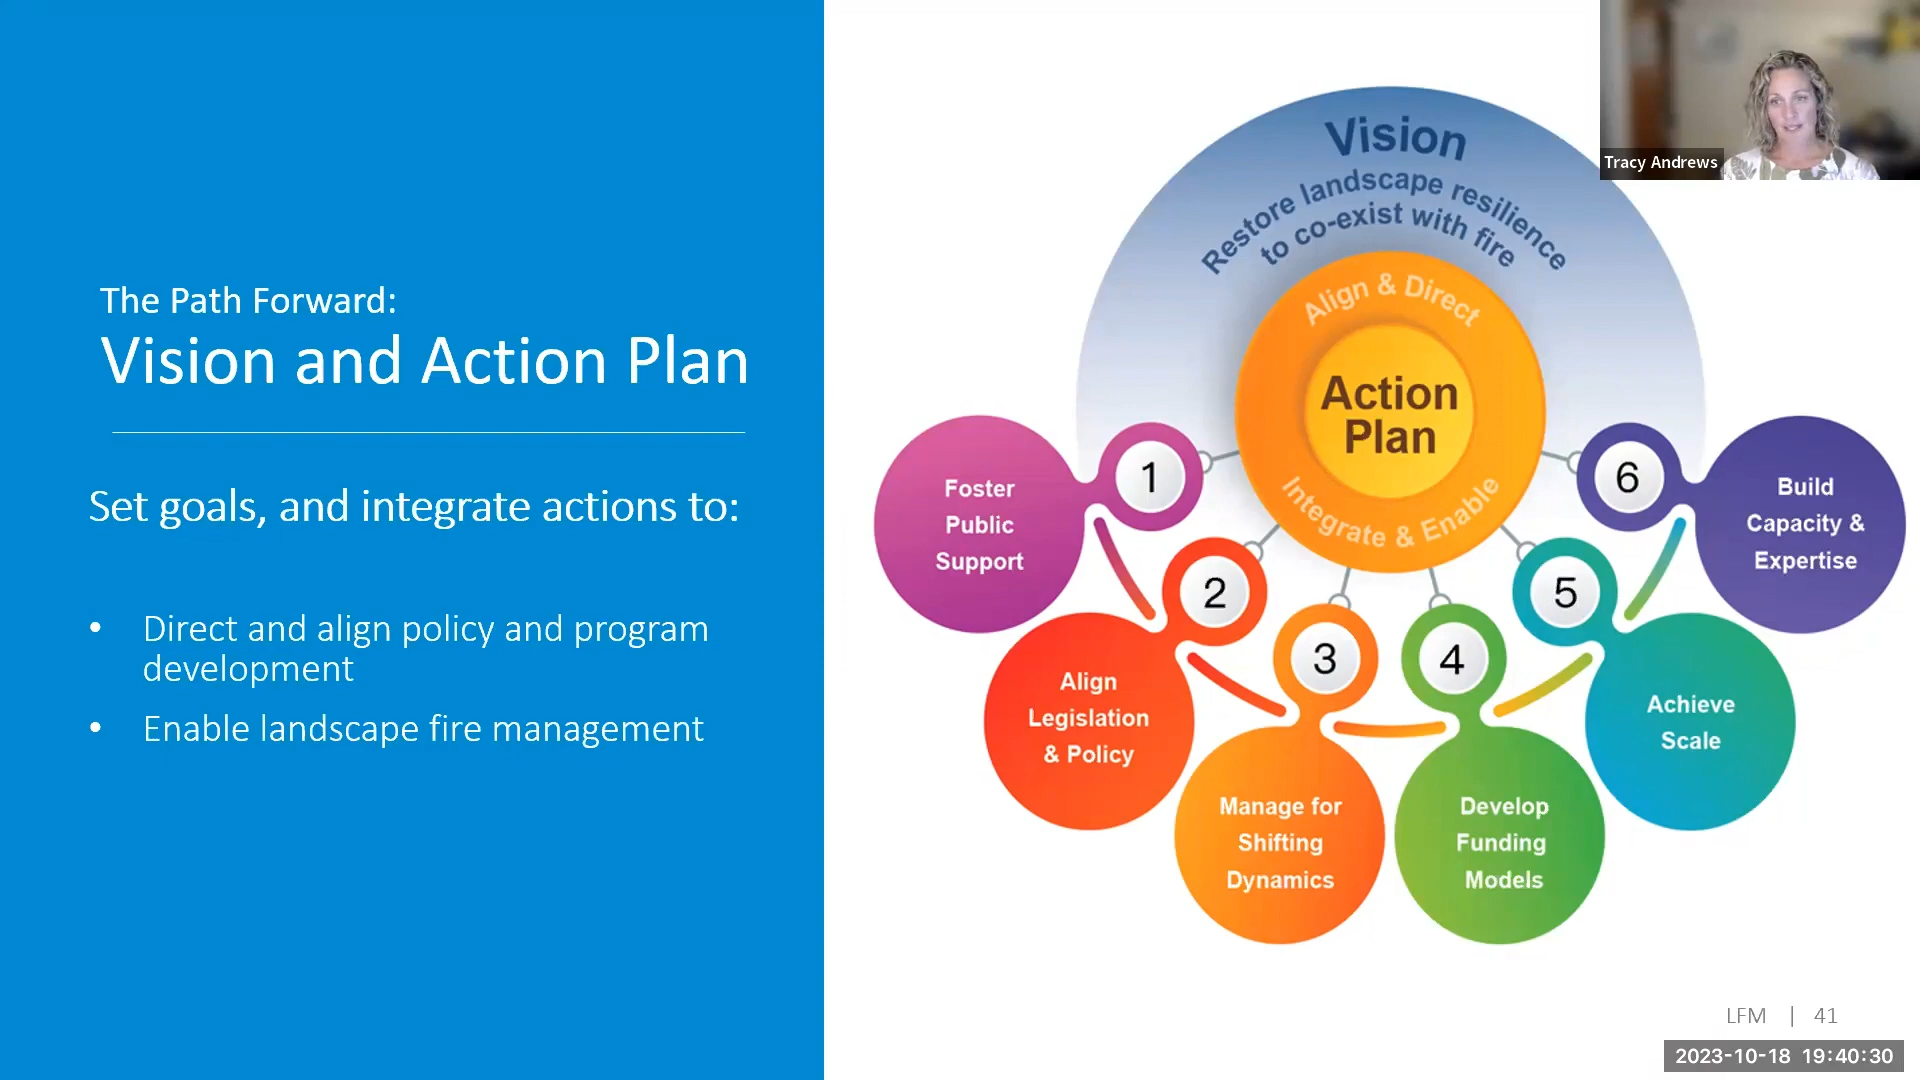 The Path Forward:
Vision and Action Plan
Set goals, and integrate actions to:
• Direct and align policy and program
development
• Enable landscape fire management
Vision
Restore landscape resilience
to co-exist with fire
Align & Direct
Action
Plan
Integrate & Enable
1
Foster
Public
Support
2
Align
Legislation
& Policy
3
Manage for
Shifting
Dynamics
4
Develop
Funding
Models
5
Achieve
Scale
6
Build
Capacity &
Expertise
Tracy Andrews
LFM | 41
2023-10-18 19:40:30